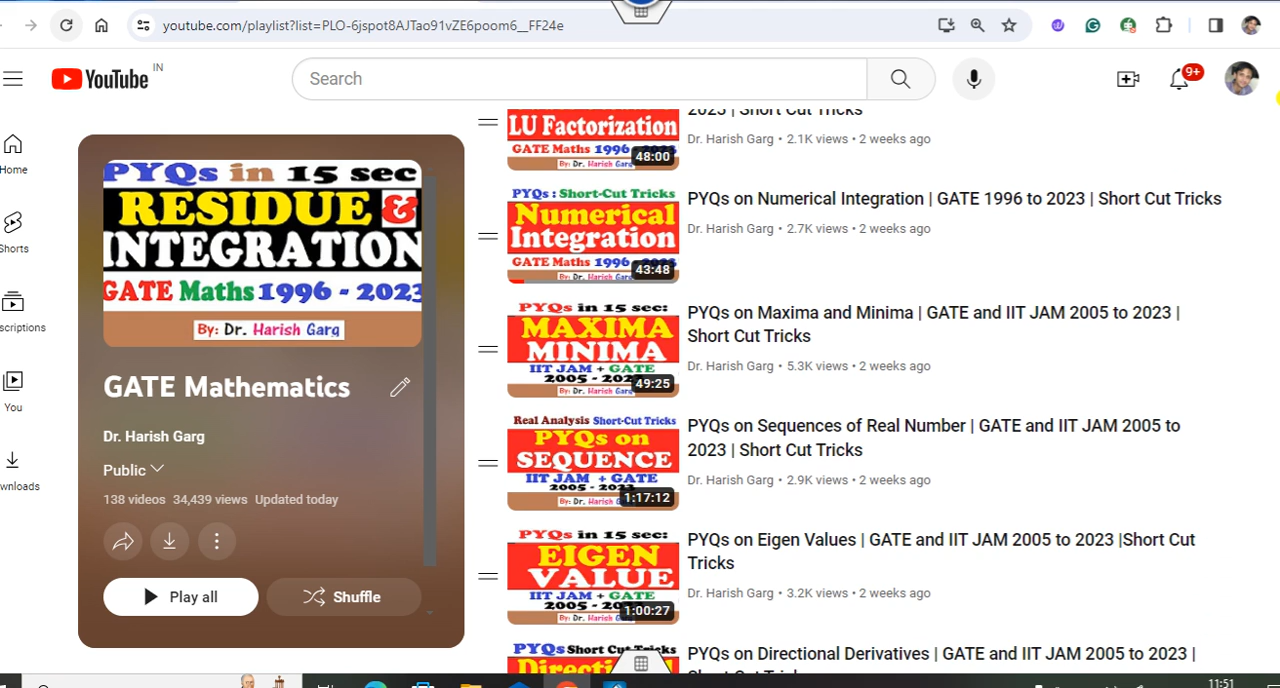 youtube.com/playlist?list=PLO-6jspot8AJTao91vZE6poom6__FF24e
YouTube IN
Search
9+
Home
Shorts
scriptions
You
wnloads
PYQs in 15 sec
RESIDUE &
INTEGRATION
GATE Maths 1996 - 2023
By: Dr. Harish Garg
GATE Mathematics
Dr. Harish Garg
Public
138 videos 34,439 views Updated today
Play all
Shuffle
LU Factorization
GATE Maths 1996
By: Dr. Harish Garg
48:00
2023 | Short Cut Tricks
Dr. Harish Garg • 2.1K views • 2 weeks ago
PYQs : Short-Cut Tricks
Numerical
Integration
GATE Maths 1996
By: Dr. Harish Garg
43:48
PYQs on Numerical Integration | GATE 1996 to 2023 | Short Cut Tricks
Dr. Harish Garg • 2.7K views • 2 weeks ago
PYQs in 15 sec:
MAXIMA
MINIMA
IIT JAM + GATE
2005 - 202
By: Dr. Harish
49:25
PYQs on Maxima and Minima | GATE and IIT JAM 2005 to 2023 |
Short Cut Tricks
Dr. Harish Garg • 5.3K views • 2 weeks ago
Real Analysis Short-Cut Tricks
PYQs on
SEQUENCE
IIT JAM + GATE
2005 - 202
By: Dr. Harish
1:17:12
PYQs on Sequences of Real Number | GATE and IIT JAM 2005 to
2023 | Short Cut Tricks
Dr. Harish Garg • 2.9K views • 2 weeks ago
PYQs in 15 sec:
EIGEN
VALUE
IIT JAM + GATE
2005 - 202
By: Dr. Harish
1:00:27
PYQs on Eigen Values | GATE and IIT JAM 2005 to 2023 |Short Cut
Tricks
Dr. Harish Garg • 3.2K views • 2 weeks ago
PYQs Short Cut Tricks
PYQs on Directional Derivatives | GATE and IIT JAM 2005 to 2023 |
Short Cut Tricks
11:51